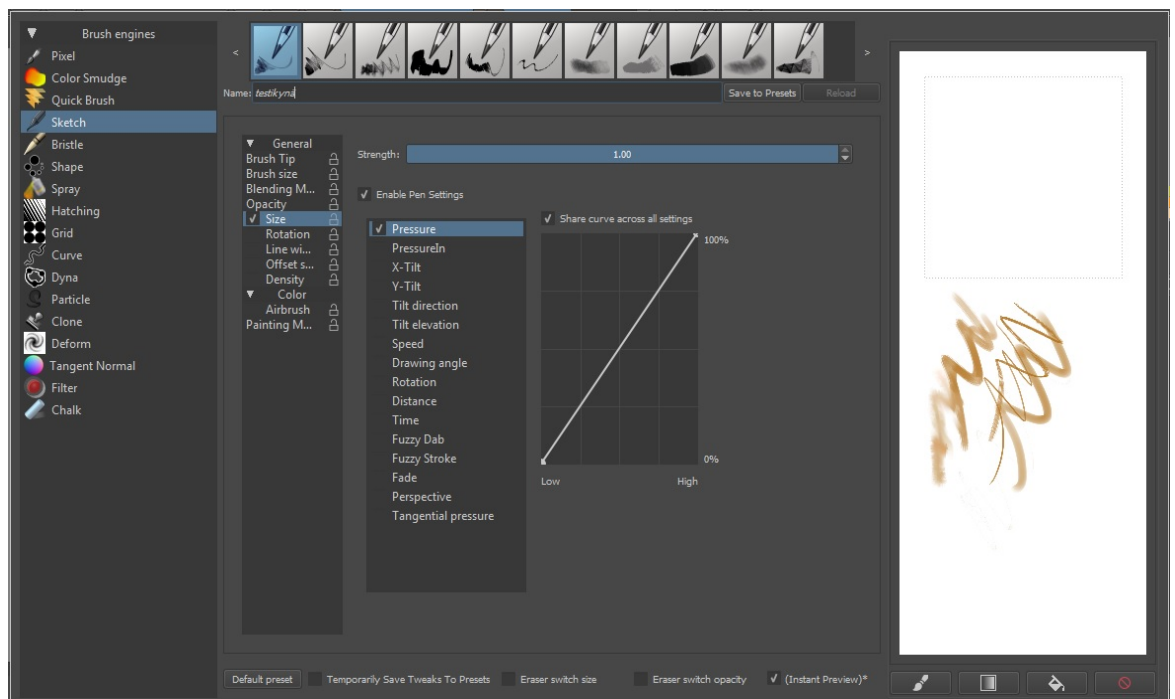 Brush engines
Pixel
Color Smudge
Quick Brush
Sketch
Bristle
Shape
Spray
Hatching
Grid
Curve
Dyna
Particle
Clone
Deform
Tangent Normal
Filter
Chalk
<
>
Name: testikynä
Save to Presets
Reload
General
Brush Tip
Brush size
Blending M...
Opacity
Size
Rotation
Line wi...
Offset s...
Density
Color
Airbrush
Painting M...
Strength:
1.00
Enable Pen Settings
Pressure
PressureIn
X-Tilt
Y-Tilt
Tilt direction
Tilt elevation
Speed
Drawing angle
Rotation
Distance
Time
Fuzzy Dab
Fuzzy Stroke
Fade
Perspective
Tangential pressure
Share curve across all settings
100%
0%
Low High
Default preset
Temporarily Save Tweaks To Presets
Eraser switch size
Eraser switch opacity
(Instant Preview)*